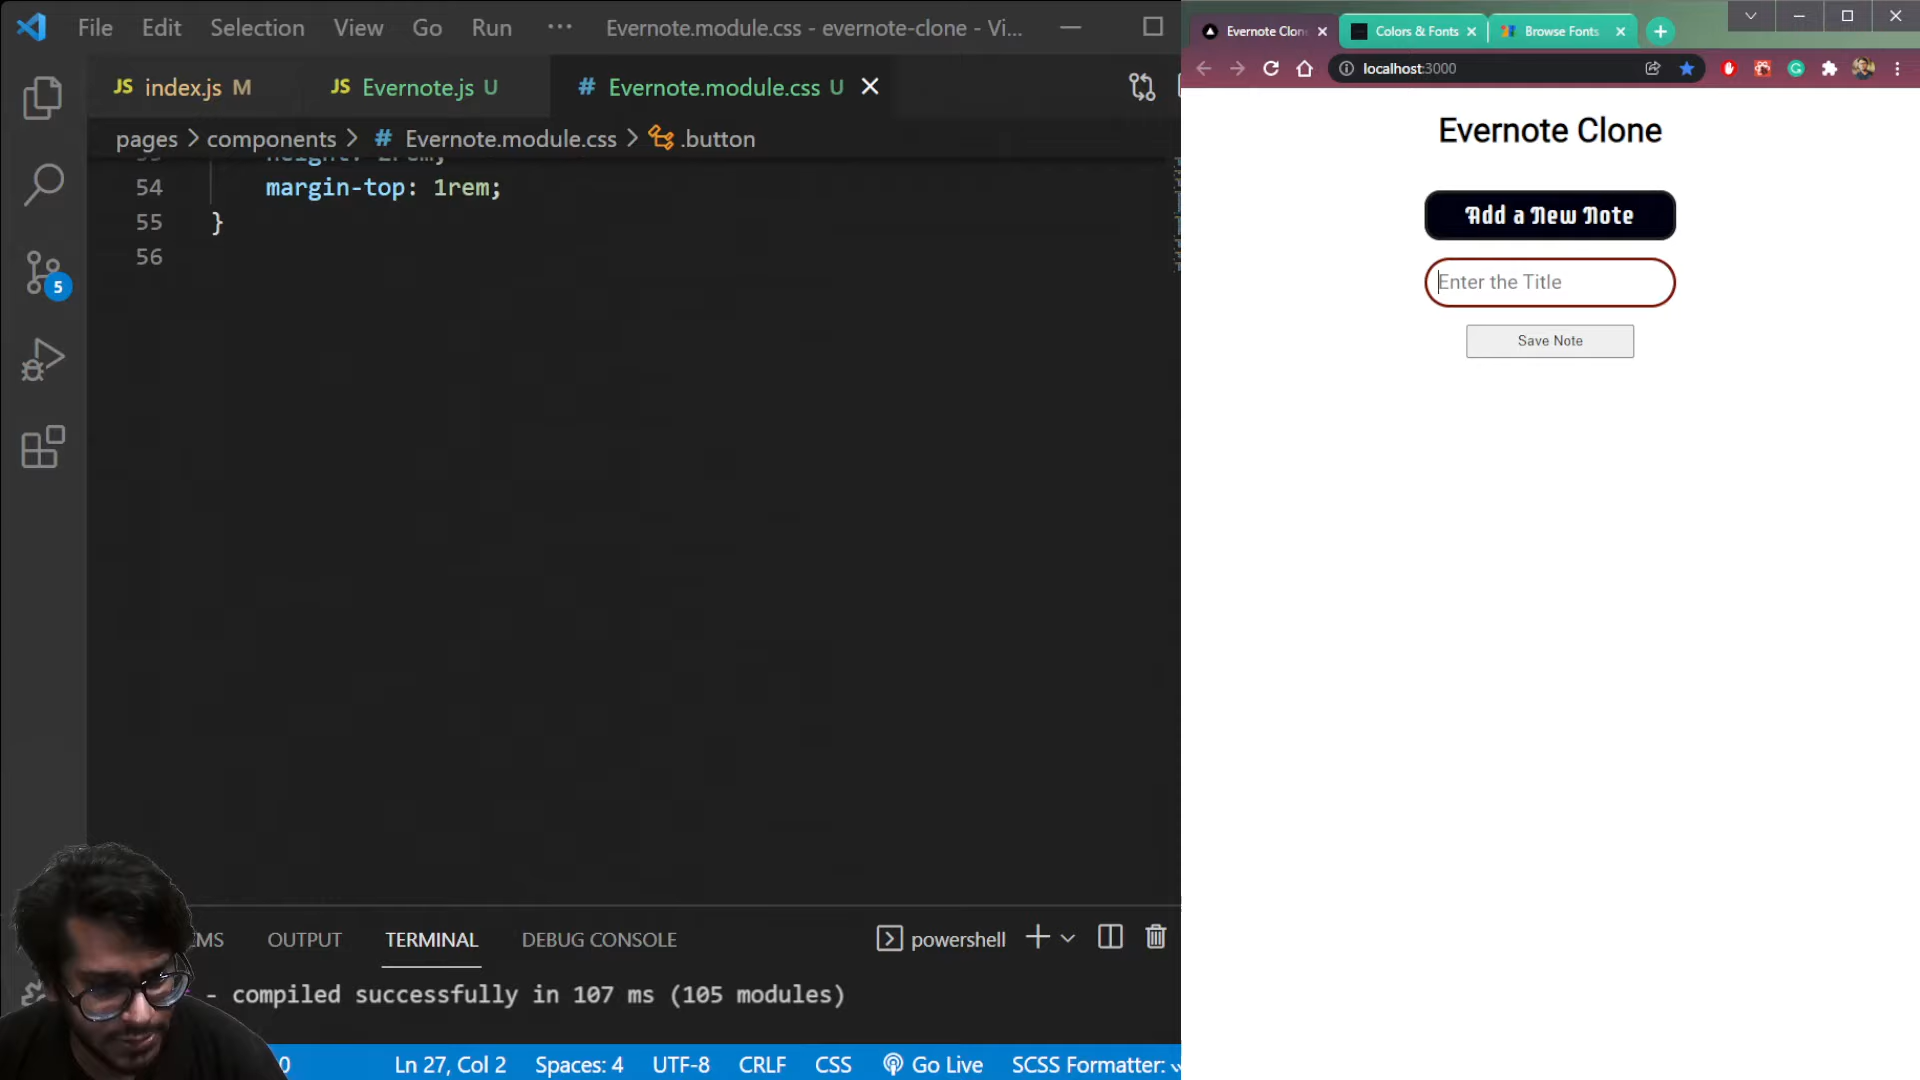 File Edit Selection View Go Run ··· Evernote.module.css - evernote-clone - Vi...
JS index.js M JS Evernote.js U # Evernote.module.css U
pages > components > # Evernote.module.css > .button
54 margin-top: 1rem;
55 }
56
5
OUTPUT TERMINAL DEBUG CONSOLE powershell
- compiled successfully in 107 ms (105 modules)
Ln 27, Col 2 Spaces: 4 UTF-8 CRLF CSS Go Live SCSS Formatter:
Evernote Clon Colors & Fonts Browse Fonts
localhost:3000
Evernote Clone
Add a New Note
Enter the Title
Save Note